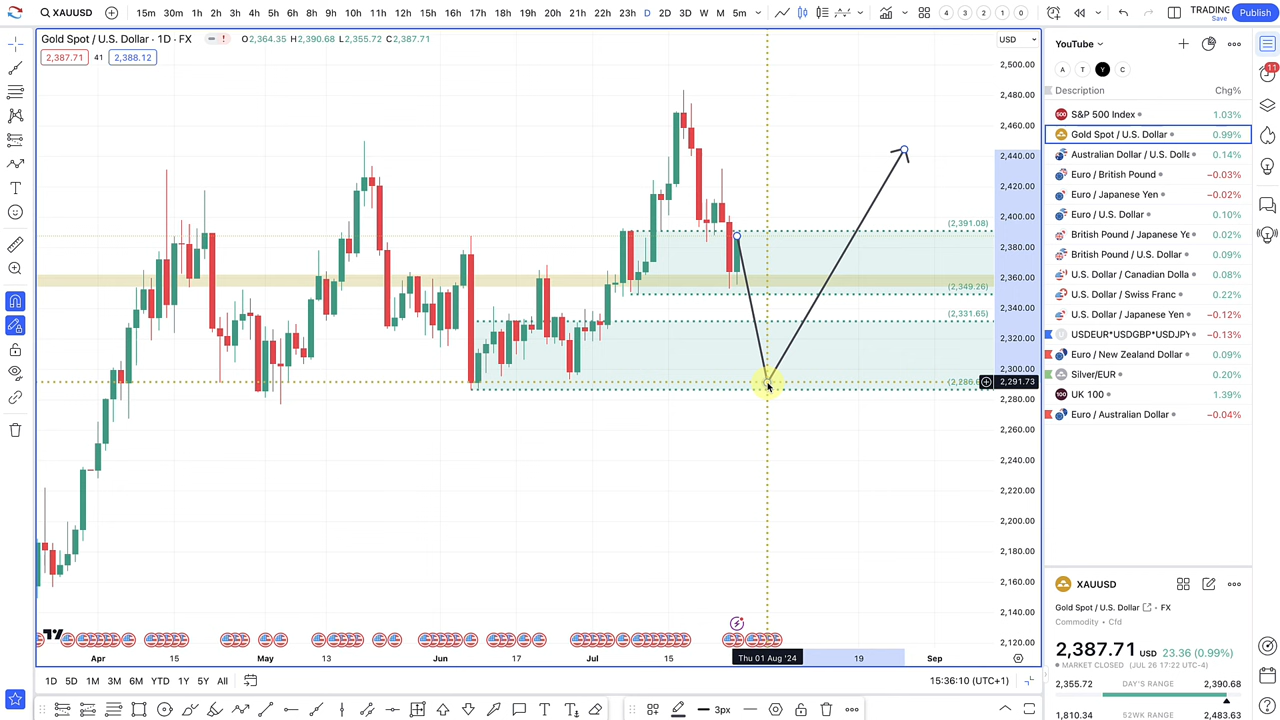 XAUUSD 15m 30m 1h 2h 3h 4h 5h 6h 8h 9h 10h 11h 12h 13h 15h 16h 17h 18h 19h 20h 21h 22h 23h D 2D 3D W M 5m 4 3 2 1 0 TRADING Save Publish
Gold Spot / U.S. Dollar · 1D · FX O2,364.35 H2,390.68 L2,355.72 C2,387.71
2,387.71 41 2,388.12
USD
2,500.00
2,480.00
2,460.00
2,440.00
2,420.00
2,400.00
(2,391.08)
2,380.00
2,360.00
(2,349.26)
2,340.00
(2,331.65)
2,320.00
2,300.00
2,291.73
2,280.00
2,260.00
2,240.00
2,220.00
2,200.00
2,180.00
2,160.00
2,140.00
2,120.00
Apr 15 May 13 Jun 17 Jul 15 Thu 01 Aug '24 19 Sep
1D 5D 1M 3M 6M YTD 1Y 5Y All 15:36:10 (UTC+1)
3px
YouTube
A T Y C
11
Description Chg%
500 S&P 500 Index 1.03%
Gold Spot / U.S. Dollar 0.99%
Australian Dollar / U.S. Dolla 0.14%
Euro / British Pound −0.03%
Euro / Japanese Yen −0.02%
Euro / U.S. Dollar 0.10%
British Pound / Japanese Ye 0.02%
British Pound / U.S. Dollar 0.09%
U.S. Dollar / Canadian Dolla 0.08%
U.S. Dollar / Swiss Franc 0.22%
U.S. Dollar / Japanese Yen −0.12%
U USDEUR*USDGBP*USDJPY −0.13%
Euro / New Zealand Dollar 0.09%
Silver/EUR 0.20%
100 UK 100 1.39%
Euro / Australian Dollar −0.04%
XAUUSD
Gold Spot / U.S. Dollar · FX
Commodity · Cfd
2,387.71 USD 23.36 (0.99%)
MARKET CLOSED (JUL 26 17:22 UTC-4)
2,355.72 DAY'S RANGE 2,390.68
1,810.34 52WK RANGE 2,483.63